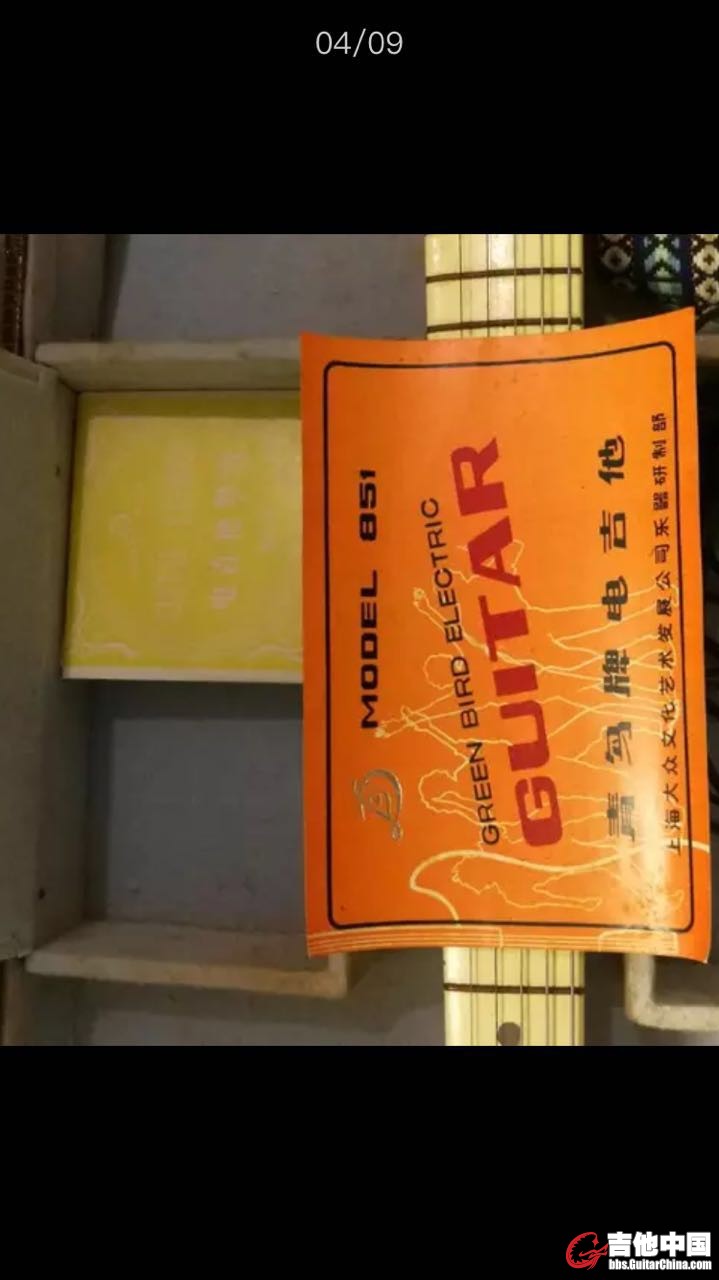 04/09
MODEL 851
GREEN BIRD ELECTRIC
GUITAR
青鸟牌电吉他
上海大众文化艺术发展公司乐器研制部
吉他中国
bbs.GuitarChina.com